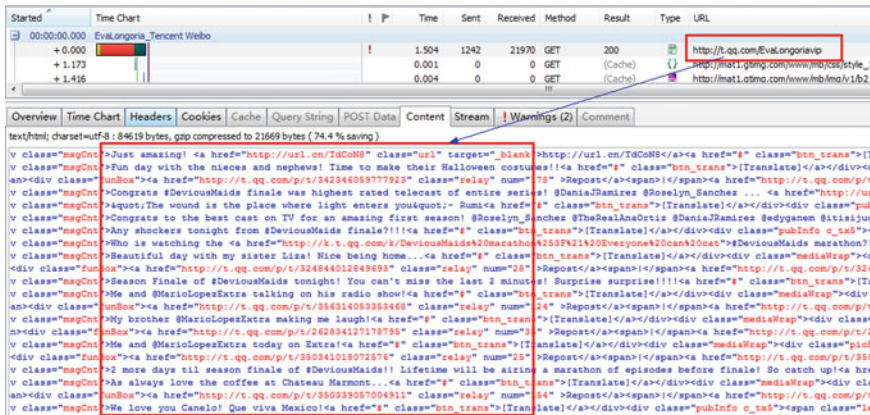 Started Time Chart ! Time Sent Received Method Result Type URL
00:00:00.000 EvaLongoria_Tencent Weibo
+ 0.000 ! 1.504 1242 21970 GET 200 http://t.qq.com/EvaLongoriavip
+ 1.173 0.001 0 0 GET (Cache) http://mat1.gtimg.com/www/mb/css/style_
+ 1.416 0.004 0 0 GET (Cache) http://mat1.gtimg.com/www/mb/img/v1/b2
Overview Time Chart Headers Cookies Cache Query String POST Data Content Stream ! Warnings (2) Comment
text/html; charset=utf-8 : 84619 bytes, gzip compressed to 21669 bytes ( 74.4 % saving )
v class="msgCnt">Just amazing! <a href="http://url.cn/TdCoN8" class="url" target="_blank">http://url.cn/TdCoN8</a><a href="#" class="btn_trans">[T
v class="msgCnt">Fun day with the nieces and nephews! Time to make their Halloween costumes!!<a href="#" class="btn_trans">[Translate]</a></div><d
an><div class="funBox"><a href="http://t.qq.com/p/t/342346059777923" class="relay" num="78" >Repost</a><span>|</span><a href="http://t.qq.com/p/
v class="msgCnt">Congrats #DeviousMaids finale was highest rated telecast of entire series! @DaniaJRamirez @Roselyn_Sanchez ... <a href="http://ur
v class="msgCnt">&quot;The wound is the place where light enters you&quot;- Rumi<a href="#" class="btn_trans">[Translate]</a></div><div class="pub
v class="msgCnt">Congrats to the best cast on TV for an amazing first season! @Roselyn_Sanchez @TheRealAnaOrtiz @DaniaJRamirez @edyganem @itisijuu
v class="msgCnt">Any shockers tonight from #DeviousMaids finale?!!!<a href="#" class="btn_trans">[Translate]</a></div><div class="pubInfo c_tx5"><
v class="msgCnt">Who is watching the <a href="http://k.t.qq.com/k/DeviousMaids%20marathon%253F%21%20Everyone%20can%20cat">#DeviousMaids marathon?!
v class="msgCnt">Beautiful day with my sister Liza! Nice being home...<a href="#" class="btn_trans">[Translate]</a></div><div class="mediaWrap"><d
<div class="funBox"><a href="http://t.qq.com/p/t/324844012849693" class="relay" num="28" >Repost</a><span>|</span><a href="http://t.qq.com/p/t/324
v class="msgCnt">Season Finale of #DeviousMaids tonight! You can't miss the last 2 minutes! Surprise surprise!!!!<a href="#" class="btn_trans">[Tr
v class="msgCnt">Me and @MarioLopezExtra talking on his radio show!<a href="#" class="btn_trans">[Translate]</a></div><div class="mediaWrap"><div
an><div class="funBox"><a href="http://t.qq.com/p/t/356314053353468" class="relay" num="24" >Repost</a><span>|</span><a href="http://t.qq.com/p/t/
v class="msgCnt">My brother @MarioLopezExtra making me laugh!<a href="#" class="btn_trans">[Translate]</a></div><div class="mediaWrap"><div class=
n><div class="funBox"><a href="http://t.qq.com/p/t/262834127178795" class="relay" num="35" >Repost</a><span>|</span><a href="http://t.qq.com/p/t/2
v class="msgCnt">Me and @MarioLopezExtra today on Extra!<a href="#" class="btn_trans">[Translate]</a></div><div class="mediaWrap"><div class="picB
<div class="funBox"><a href="http://t.qq.com/p/t/350341018072576" class="relay" num="25" >Repost</a><span>|</span><a href="http://t.qq.com/p/t/350
v class="msgCnt">2 more days til season finale of #DeviousMaids!! Lifetime will be airing a marathon of episodes before finale! So catch up!<a hre
v class="msgCnt">As always love the coffee at Chateau Marmont...<a href="#" class="btn_trans">[Translate]</a></div><div class="mediaWrap"><div cla
an><div class="funBox"><a href="http://t.qq.com/p/t/350339057004911" class="relay" num="54" >Repost</a><span>|</span><a href="http://t.qq.com/p/t/
v class="msgCnt">We love you Canelo! Que viva Mexico!<a href="#" class="btn_trans">[Translate]</a></div><div class="pubInfo c_tx5"><span class="le